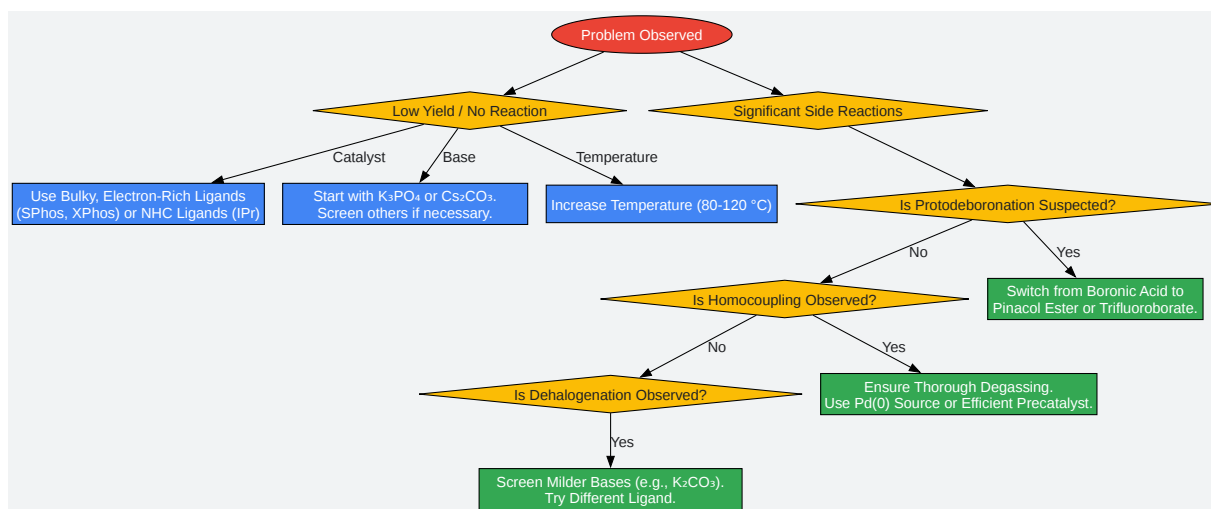 Problem Observed
Low Yield / No Reaction
Significant Side Reactions
Catalyst
Base
Temperature
Use Bulky, Electron-Rich Ligands
(SPhos, XPhos) or NHC Ligands (IPr)
Start with K₃PO₄ or Cs₂CO₃.
Screen others if necessary.
Increase Temperature (80-120 °C)
Is Protodeboronation Suspected?
No
Yes
Is Homocoupling Observed?
Switch from Boronic Acid to
Pinacol Ester or Trifluoroborate.
No
Yes
Is Dehalogenation Observed?
Ensure Thorough Degassing.
Use Pd(0) Source or Efficient Precatalyst.
Yes
Screen Milder Bases (e.g., K₂CO₃).
Try Different Ligand.